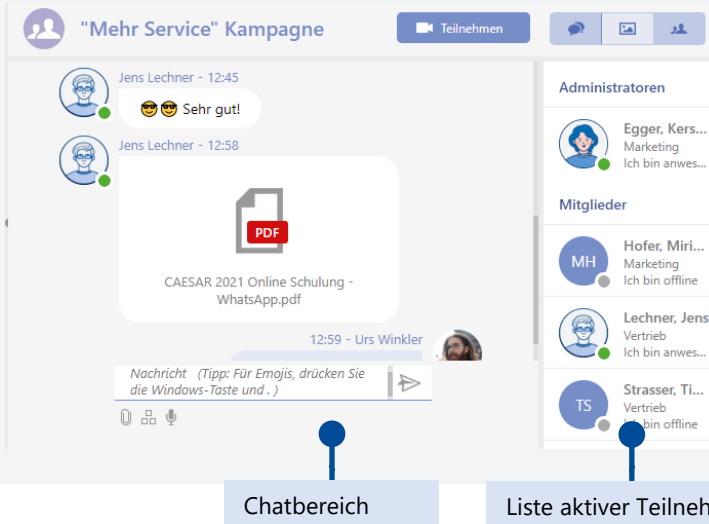 "Mehr Service" Kampagne
Teilnehmen
Jens Lechner - 12:45
😎😎 Sehr gut!
Jens Lechner - 12:58
PDF
CAESAR 2021 Online Schulung -
WhatsApp.pdf
12:59 - Urs Winkler
Nachricht (Tipp: Für Emojis, drücken Sie
die Windows-Taste und . )
Administratoren
Egger, Kers...
Marketing
Ich bin anwes...
Mitglieder
MH
Hofer, Miri...
Marketing
Ich bin offline
Lechner, Jens
Vertrieb
Ich bin anwes...
TS
Strasser, Ti...
Vertrieb
bin offline
Chatbereich
Liste aktiver Teilneh